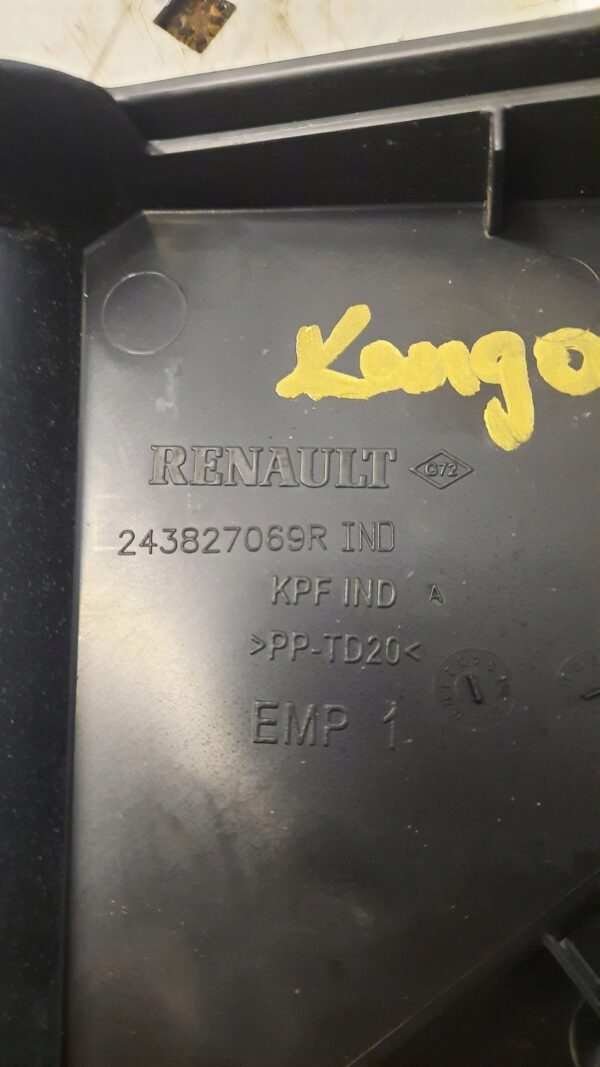 Kango
RENAULT G72
243827069R IND
KPF IND A
>PP-TD20<
EMP 1